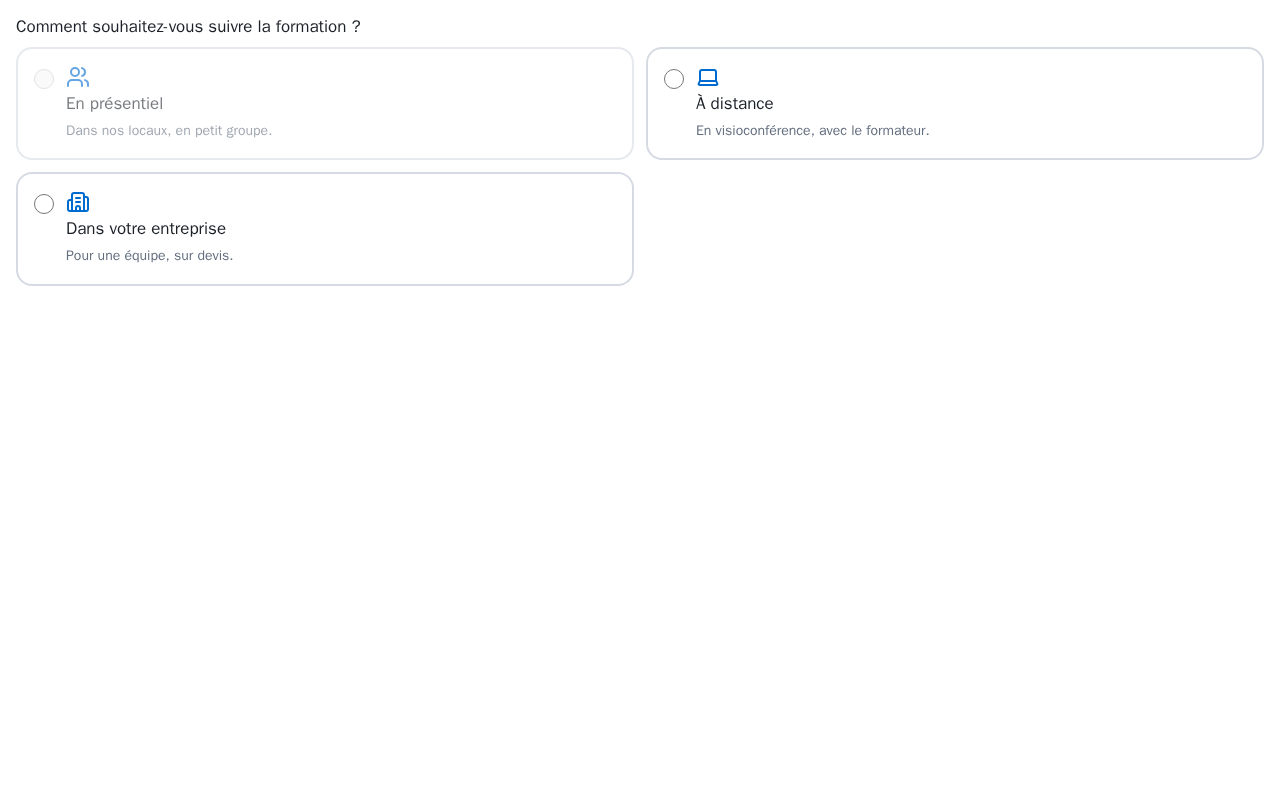 Comment souhaitez-vous suivre la formation ?
En présentiel
Dans nos locaux, en petit groupe.
À distance
En visioconférence, avec le formateur.
Dans votre entreprise
Pour une équipe, sur devis.